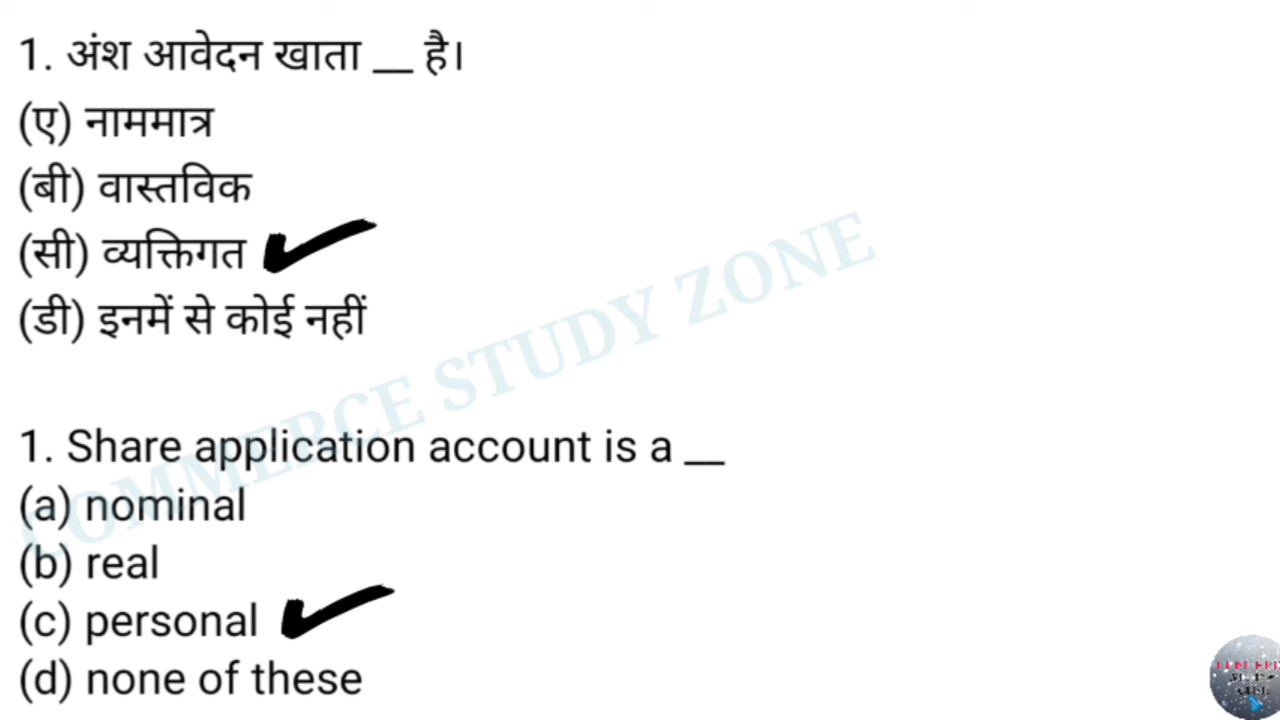 1. अंश आवेदन खाता __ है।
(ए) नाममात्र
(बी) वास्तविक
(सी) व्यक्तिगत
(डी) इनमें से कोई नहीं
COMMERCE STUDY ZONE
1. Share application account is a __
(a) nominal
(b) real
(c) personal
(d) none of these